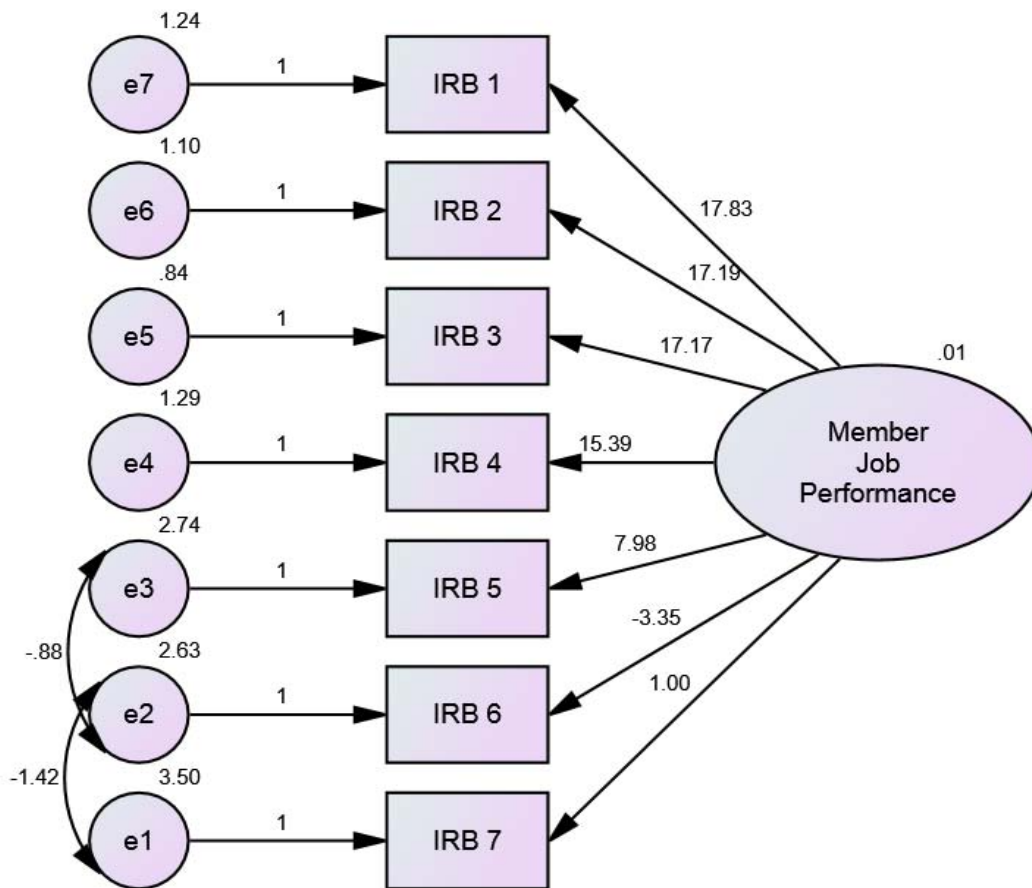 1.24
e7
1
IRB 1
1.10
e6
1
IRB 2
17.83
.84
e5
1
IRB 3
17.19
1.29
e4
1
IRB 4
17.17
15.39
.01
Member
Job
Performance
2.74
e3
1
IRB 5
7.98
-.88
2.63
e2
1
IRB 6
-3.35
-1.42
3.50
e1
1
IRB 7
1.00